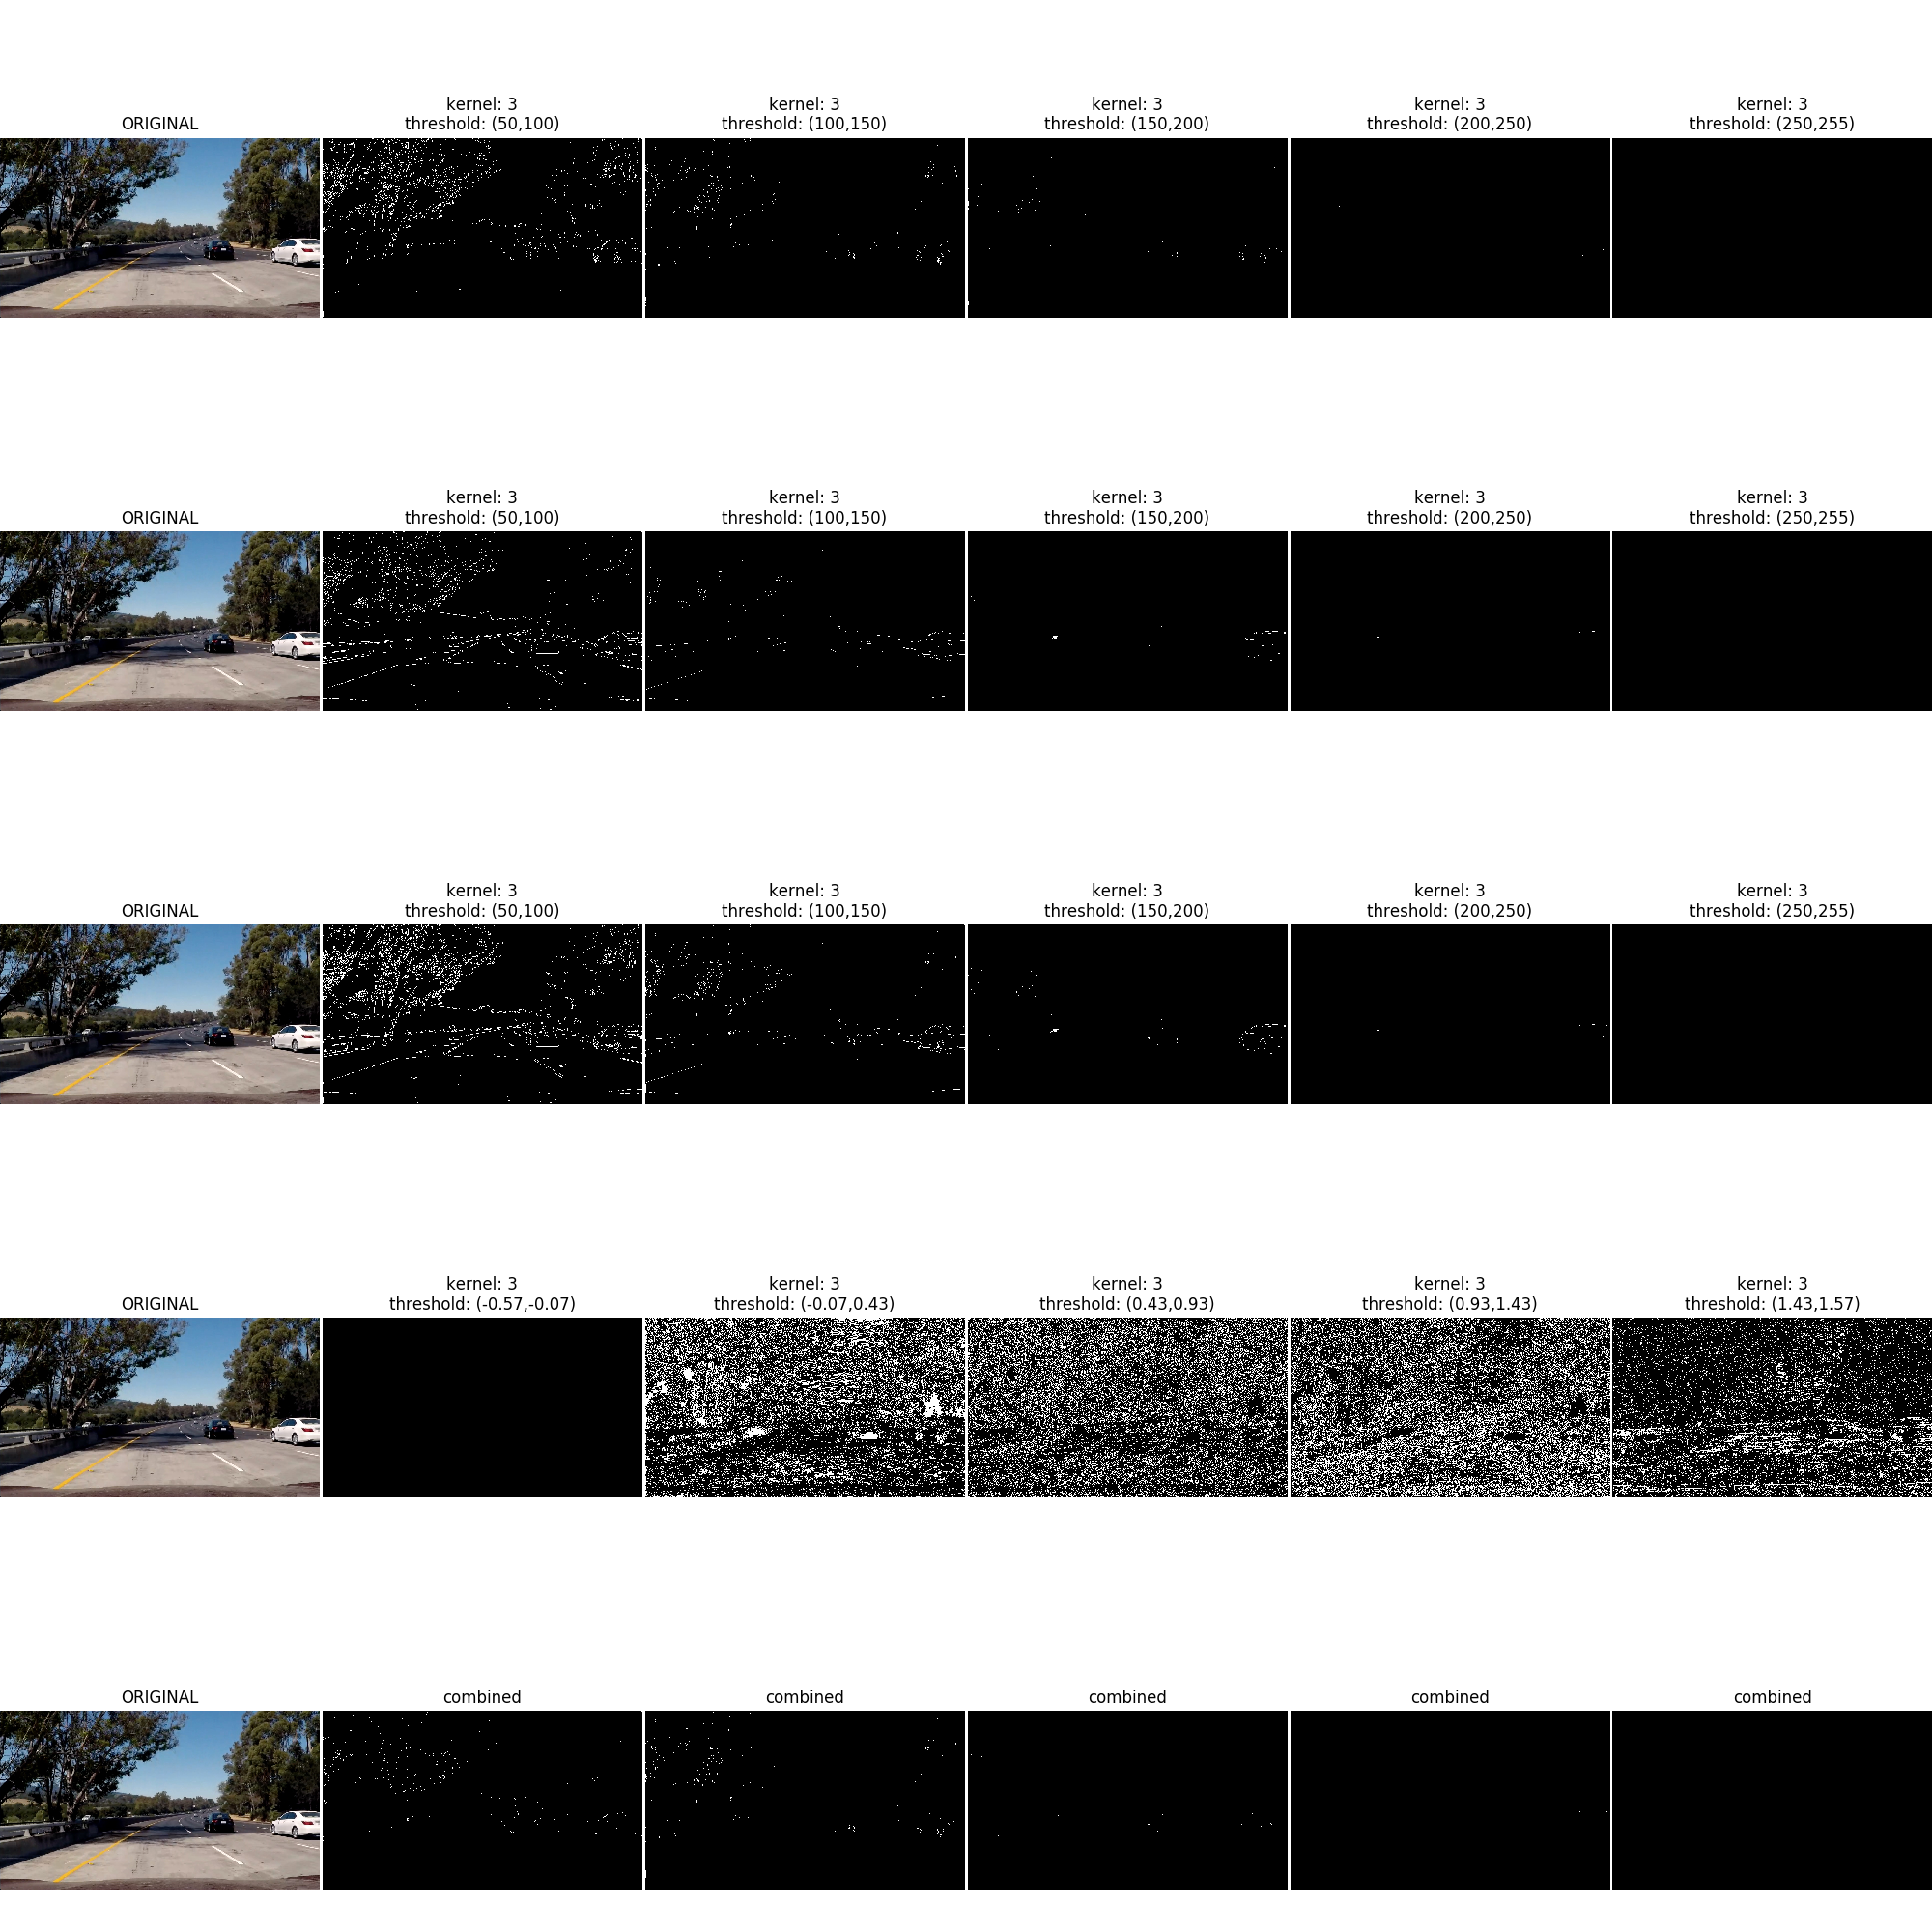 kernel: 3
kernel: 3
kernel: 3
kernel: 3
kernel: 3
ORIGINAL
threshold: (50,100)
threshold: (100,150)
threshold: (150,200)
threshold: (200,250)
threshold: (250,255)
kernel: 3
kernel: 3
kernel: 3
kernel: 3
kernel: 3
ORIGINAL
threshold: (50,100)
threshold: (100,150)
threshold: (150,200)
threshold: (200,250)
threshold: (250,255)
kernel: 3
kernel: 3
kernel: 3
kernel: 3
kernel: 3
ORIGINAL
threshold: (50,100)
threshold: (100,150)
threshold: (150,200)
threshold: (200,250)
threshold: (250,255)
kernel: 3
kernel: 3
kernel: 3
kernel: 3
kernel: 3
ORIGINAL
threshold: (-0.57,-0.07)
threshold: (-0.07,0.43)
threshold: (0.43,0.93)
threshold: (0.93,1.43)
threshold: (1.43,1.57)
ORIGINAL
combined
combined
combined
combined
combined